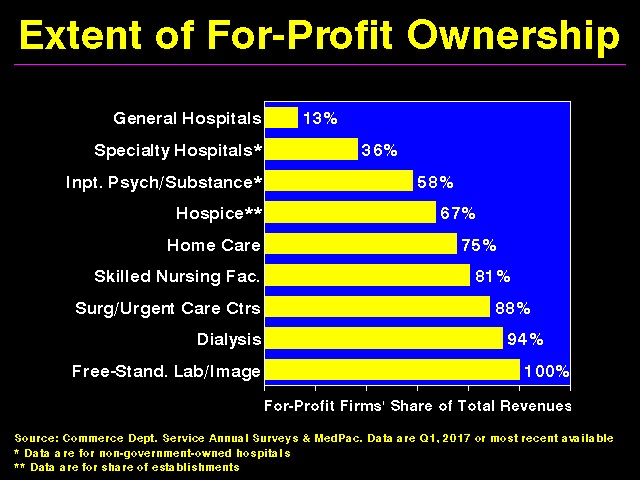 Extent of For-Profit Ownership
General Hospitals 13%
Specialty Hospitals* 36%
Inpt. Psych/Substance* 58%
Hospice** 67%
Home Care 75%
Skilled Nursing Fac. 81%
Surg/Urgent Care Ctrs 88%
Dialysis 94%
Free-Stand. Lab/Image 100%
For-Profit Firms' Share of Total Revenues
Source: Commerce Dept. Service Annual Surveys & MedPac. Data are Q1, 2017 or most recent available
* Data are for non-government-owned hospitals
** Data are for share of establishments